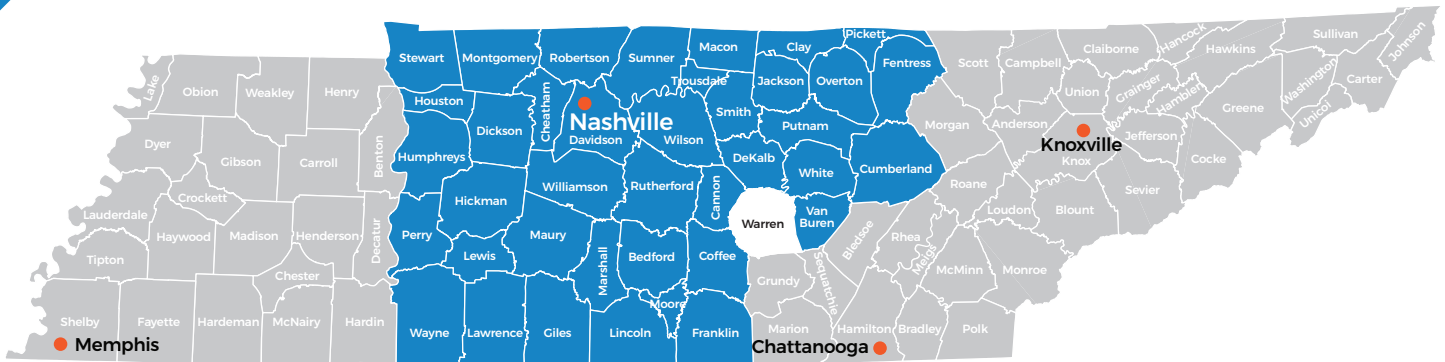 Stewart
Montgomery
Robertson
Sumner
Macon
Clay
Pickett
Fentress
Scott
Campbell
Claiborne
Hancock
Hawkins
Sullivan
Johnson
Lake
Obion
Weakley
Henry
Houston
Dickson
Cheatham
Nashville
Davidson
Trousdale
Wilson
Smith
Jackson
Overton
Putnam
Morgan
Anderson
Union
Grainger
Hamblen
Greene
Washington
Unicoi
Carter
Dyer
Gibson
Carroll
Benton
Humphreys
Hickman
Williamson
Rutherford
Cannon
DeKalb
White
Cumberland
Roane
Knoxville
Knox
Jefferson
Cocke
Sevier
Blount
Loudon
Lauderdale
Crockett
Haywood
Madison
Henderson
Decatur
Perry
Lewis
Maury
Marshall
Bedford
Coffee
Warren
Van
Buren
Bledsoe
Rhea
Meigs
McMinn
Monroe
Tipton
Chester
Grundy
Sequatchie
Shelby
Fayette
Hardeman
McNairy
Hardin
Wayne
Lawrence
Giles
Lincoln
Moore
Franklin
Marion
Hamilton
Bradley
Polk
Memphis
Chattanooga